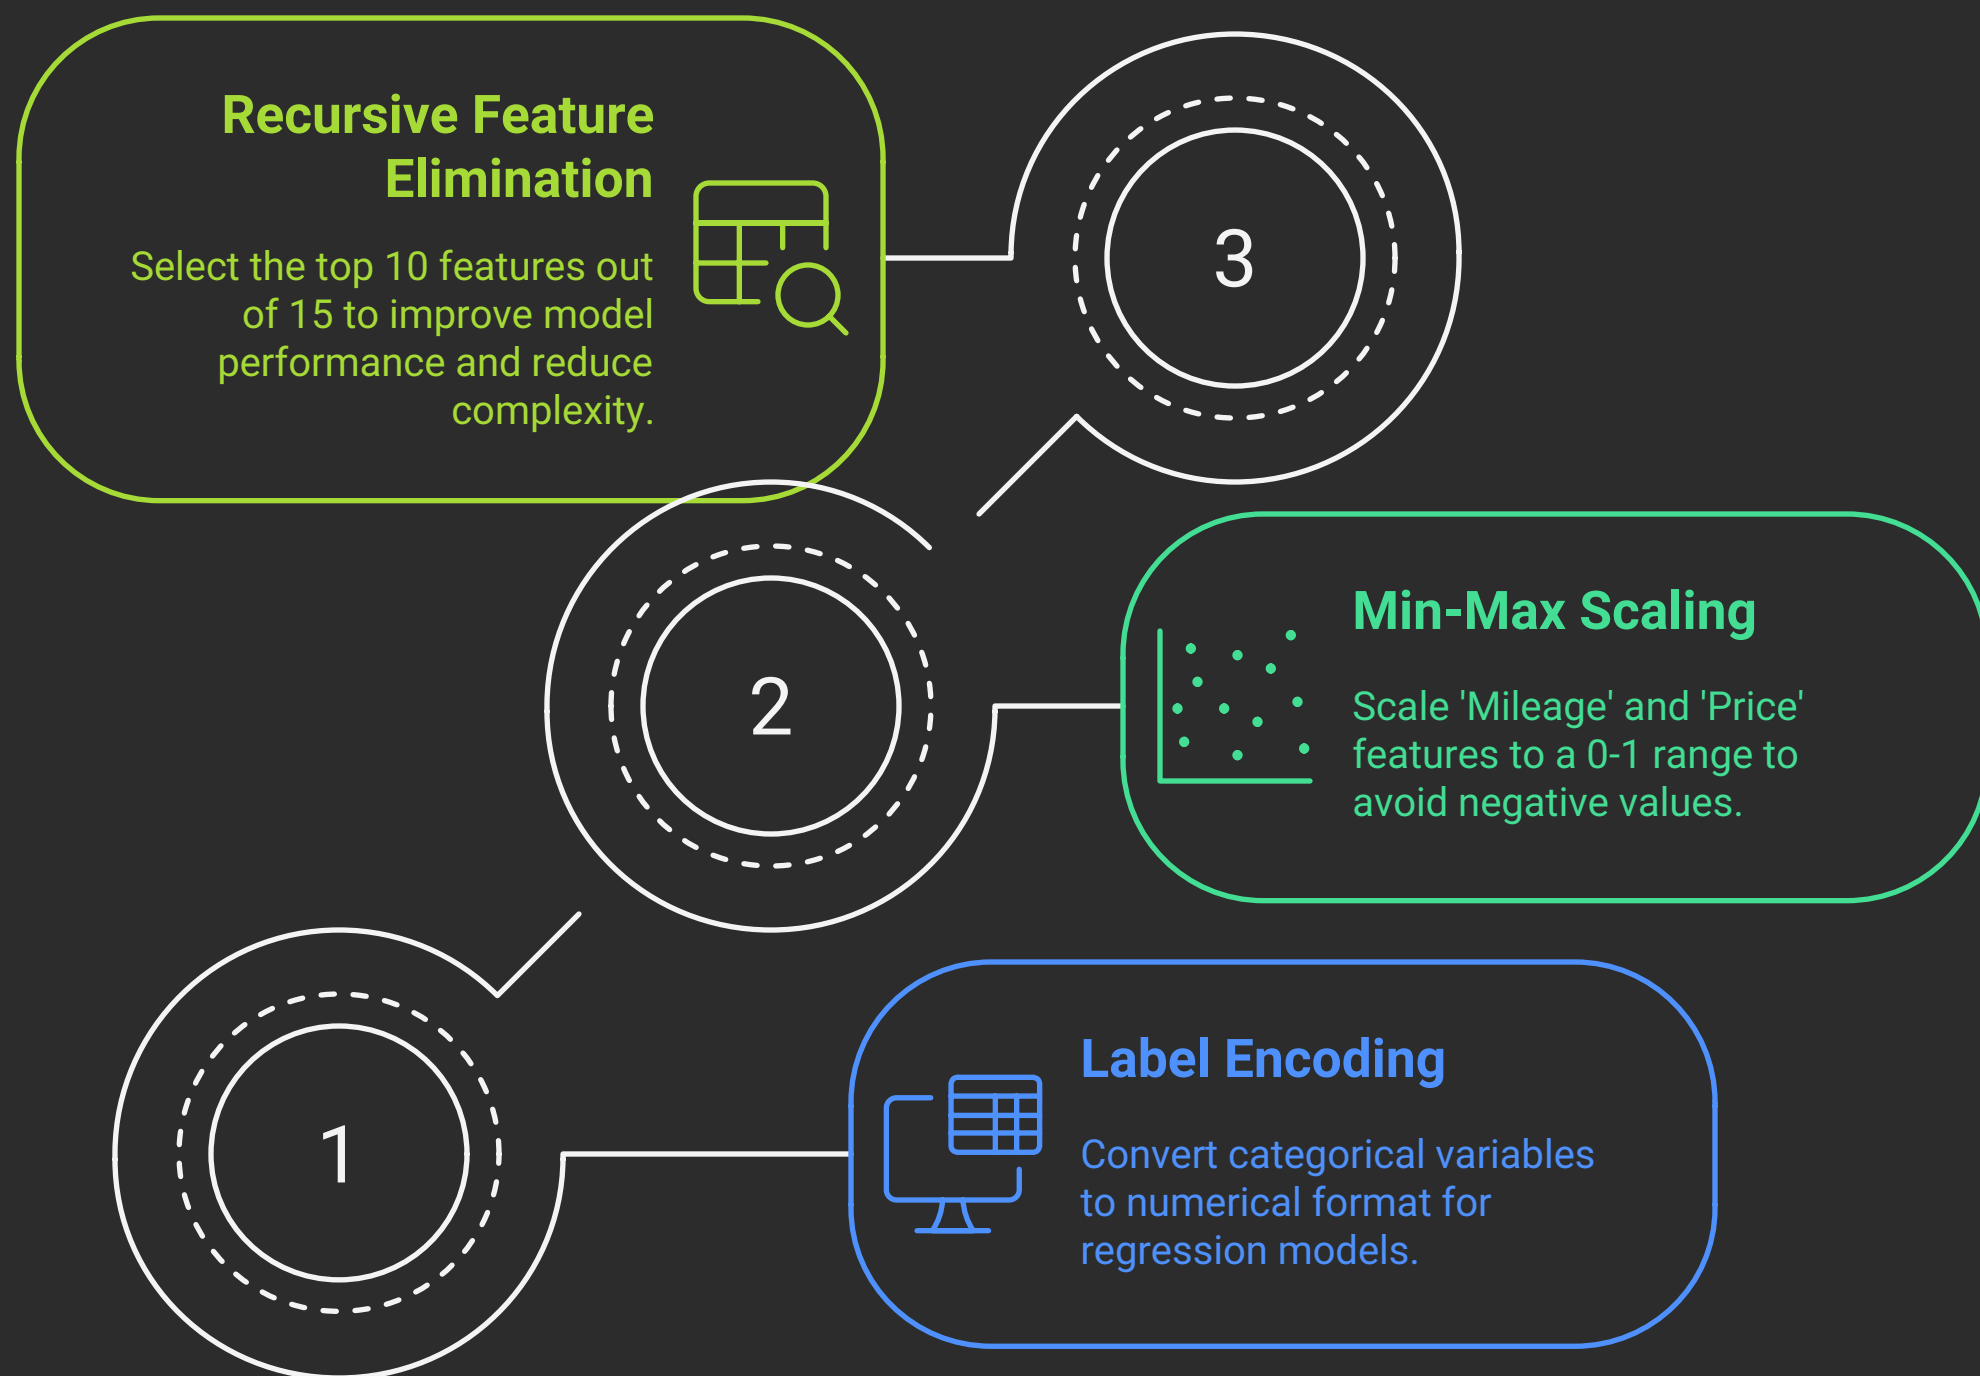 Recursive Feature
Elimination
Select the top 10 features out
of 15 to improve model
performance and reduce
complexity.
3
2
Min-Max Scaling
Scale 'Mileage' and 'Price'
features to a 0-1 range to
avoid negative values.
1
Label Encoding
Convert categorical variables
to numerical format for
regression models.